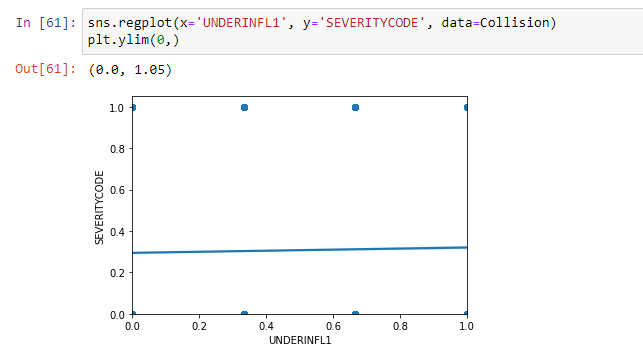 In [61]: sns.regplot(x='UNDERINFL1', y='SEVERITYCODE', data=Collision)
plt.ylim(0,)
Out[61]: (0.0, 1.05)
1.0
0.8
0.6
0.4
0.2
0.0
SEVERITYCODE
0.0 0.2 0.4 0.6 0.8 1.0
UNDERINFL1